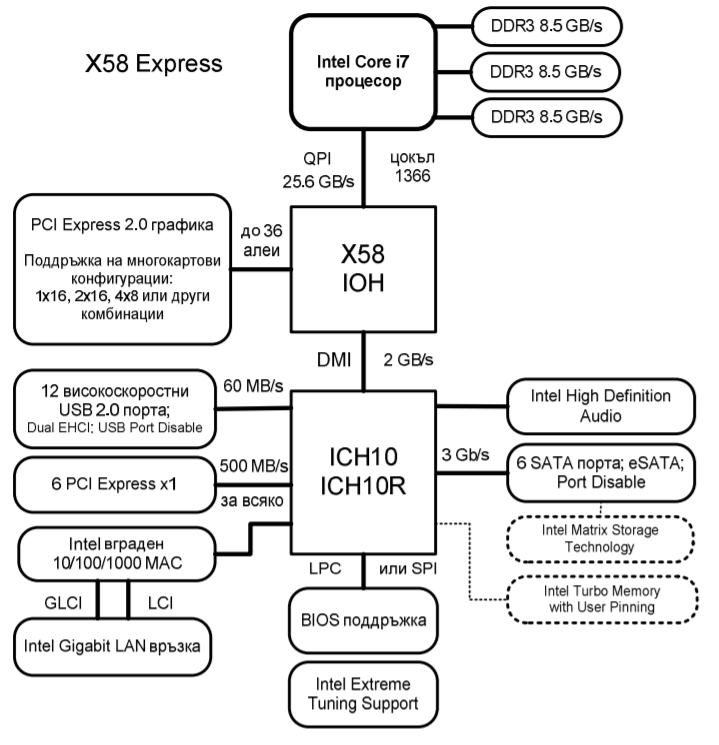 X58 Express
Intel Core i7
процесор
DDR3 8.5 GB/s
DDR3 8.5 GB/s
DDR3 8.5 GB/s
QPI
25.6 GB/s
цокъл
1366
PCI Express 2.0 графика
Поддръжка на многокартови
конфигурации:
1x16, 2x16, 4x8 или други
комбинации
до 36
алеи
X58
IOH
DMI
2 GB/s
12 високоскоростни
USB 2.0 порта;
Dual EHCI; USB Port Disable
60 MB/s
6 PCI Express x1
500 MB/s
за всяко
ICH10
ICH10R
Intel High Definition
Audio
3 Gb/s
6 SATA порта; eSATA;
Port Disable
Intel Matrix Storage
Technology
Intel Turbo Memory
with User Pinning
Intel вграден
10/100/1000 MAC
GLCI
LCI
Intel Gigabit LAN връзка
LPC
или SPI
BIOS поддръжка
Intel Extreme
Tuning Support